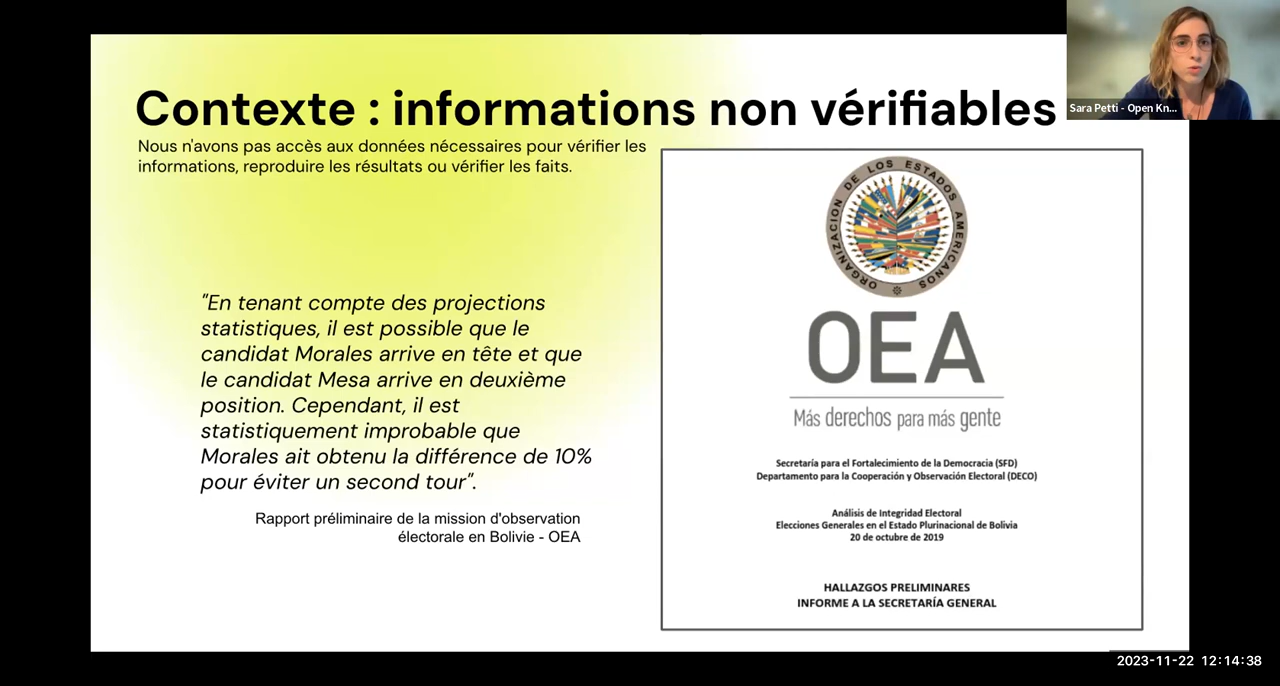 Contexte : informations non vérifiables
Sara Petti - Open Kn...
Nous n'avons pas accès aux données nécessaires pour vérifier les
informations, reproduire les résultats ou vérifier les faits.
"En tenant compte des projections
statistiques, il est possible que le
candidat Morales arrive en tête et que
le candidat Mesa arrive en deuxième
position. Cependant, il est
statistiquement improbable que
Morales ait obtenu la différence de 10%
pour éviter un second tour".
Rapport préliminaire de la mission d'observation
électorale en Bolivie - OEA
ORGANIZACION DE LOS ESTADOS AMERICANOS
OEA
Más derechos para más gente
Secretaría para el Fortalecimiento de la Democracia (SFD)
Departamento para la Cooperación y Observación Electoral (DECO)
Análisis de Integridad Electoral
Elecciones Generales en el Estado Plurinacional de Bolivia
20 de octubre de 2019
HALLAZGOS PRELIMINARES
INFORME A LA SECRETARÍA GENERAL
2023-11-22 12:14:38